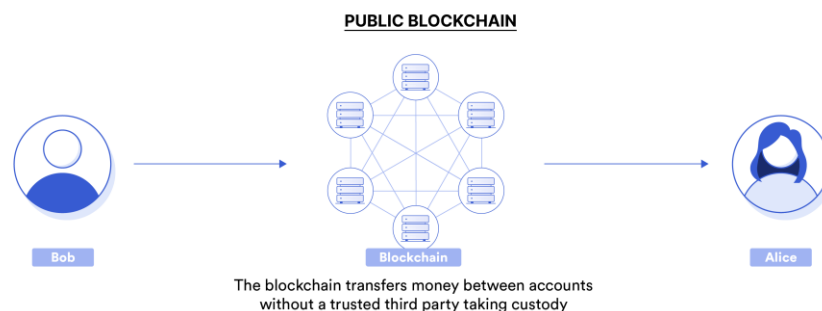 PUBLIC BLOCKCHAIN
Bob
Blockchain
Alice
The blockchain transfers money between accounts
without a trusted third party taking custody